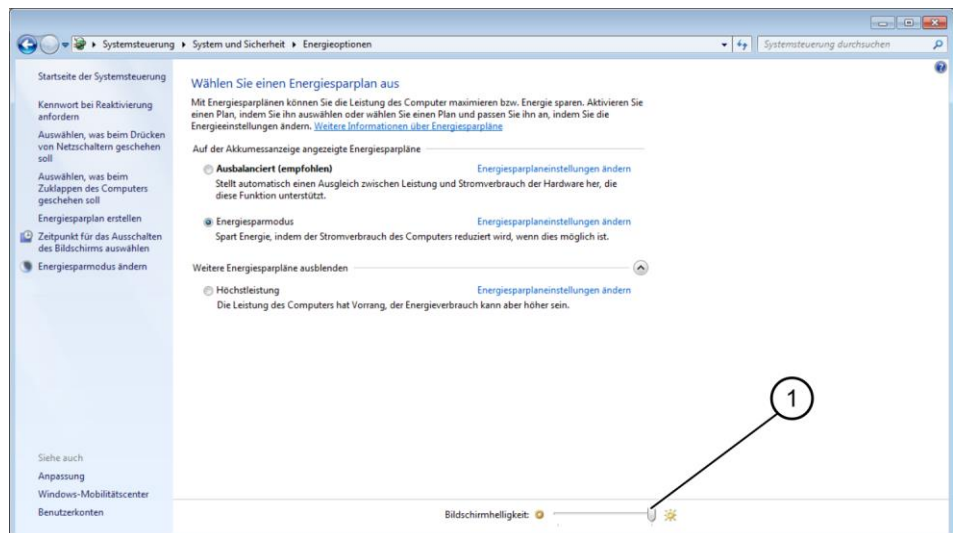 Systemsteuerung ▸ System und Sicherheit ▸ Energieoptionen
Systemsteuerung durchsuchen
Startseite der Systemsteuerung
Kennwort bei Reaktivierung
anfordern
Auswählen, was beim Drücken
von Netzschaltern geschehen
soll
Auswählen, was beim
Zuklappen des Computers
geschehen soll
Energiesparplan erstellen
Zeitpunkt für das Ausschalten
des Bildschirms auswählen
Energiesparmodus ändern
Siehe auch
Anpassung
Windows-Mobilitätscenter
Benutzerkonten
Wählen Sie einen Energiesparplan aus
Mit Energiesparplänen können Sie die Leistung des Computer maximieren bzw. Energie sparen. Aktivieren Sie
einen Plan, indem Sie ihn auswählen oder wählen Sie einen Plan und passen Sie ihn an, indem Sie die
Energieeinstellungen ändern. Weitere Informationen über Energiesparpläne
Auf der Akkumessanzeige angezeigte Energiesparpläne
Ausbalanciert (empfohlen) Energiesparplaneinstellungen ändern
Stellt automatisch einen Ausgleich zwischen Leistung und Stromverbrauch der Hardware her, die
diese Funktion unterstützt.
Energiesparmodus Energiesparplaneinstellungen ändern
Spart Energie, indem der Stromverbrauch des Computers reduziert wird, wenn dies möglich ist.
Weitere Energiesparpläne ausblenden
Höchstleistung Energiesparplaneinstellungen ändern
Die Leistung des Computers hat Vorrang, der Energieverbrauch kann aber höher sein.
1
Bildschirmhelligkeit: